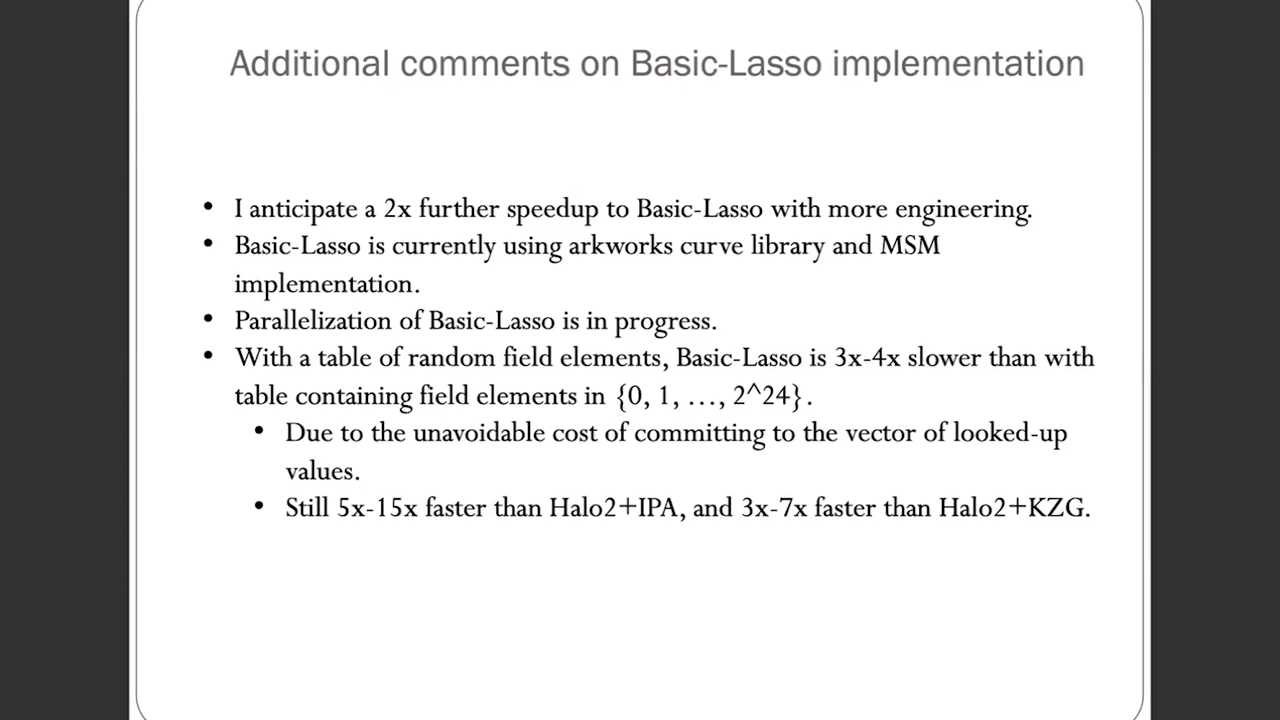 Additional comments on Basic-Lasso implementation
• I anticipate a 2x further speedup to Basic-Lasso with more engineering.
• Basic-Lasso is currently using arkworks curve library and MSM
implementation.
• Parallelization of Basic-Lasso is in progress.
• With a table of random field elements, Basic-Lasso is 3x-4x slower than with
table containing field elements in {0, 1, …, 2^24}.
• Due to the unavoidable cost of committing to the vector of looked-up
values.
• Still 5x-15x faster than Halo2+IPA, and 3x-7x faster than Halo2+KZG.